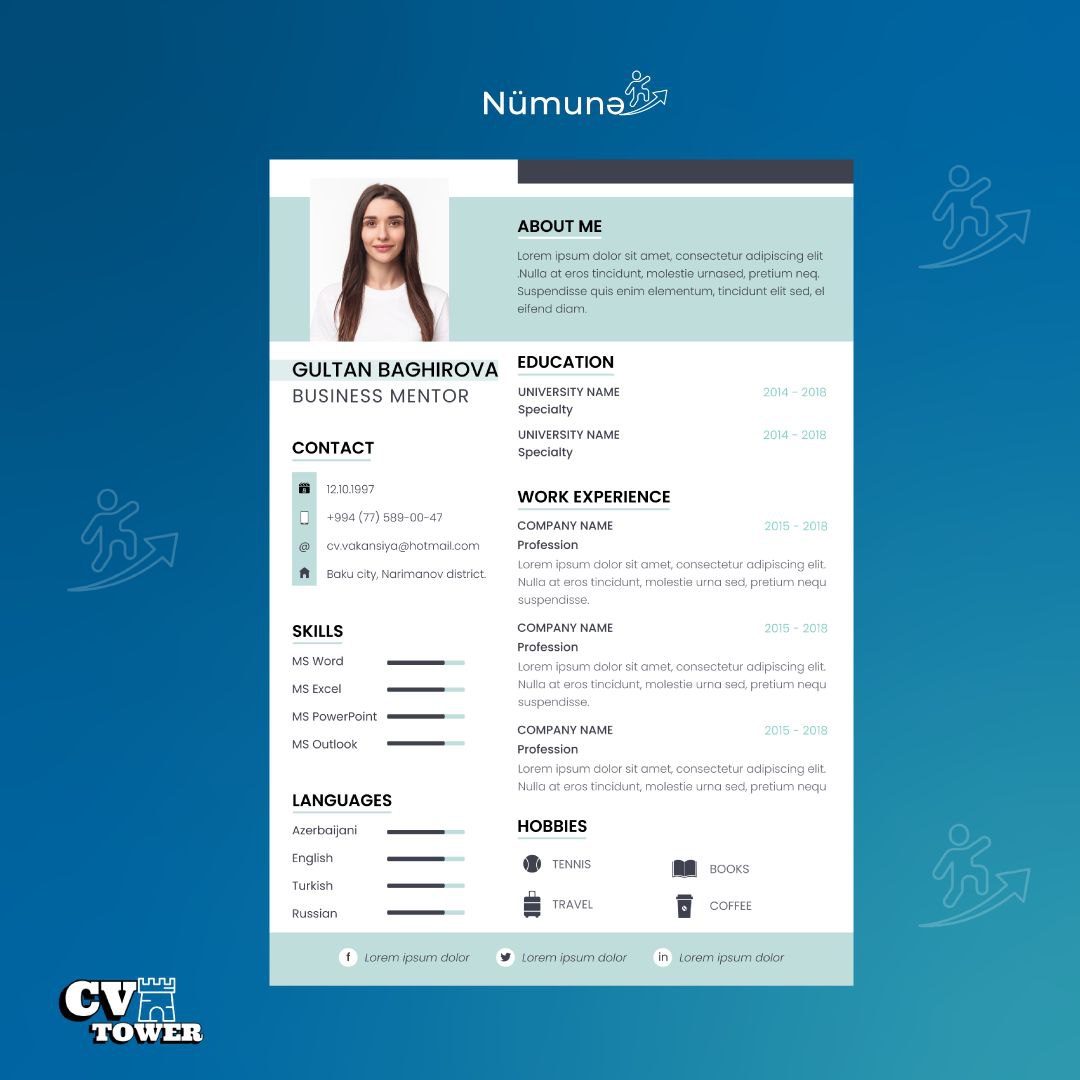 Nümunə
ABOUT ME
Lorem ipsum dolor sit amet, consectetur adipiscing elit
.Nulla at eros tincidunt, molestie urnased, pretium neq.
Suspendisse quis enim elementum, tincidunt elit sed, el
eifend diam.
GULTAN BAGHIROVA
BUSINESS MENTOR
CONTACT
12.10.1997
+994 (77) 589-00-47
@ cv.vakansiya@hotmail.com
Baku city, Narimanov district.
SKILLS
MS Word
MS Excel
MS PowerPoint
MS Outlook
LANGUAGES
Azerbaijani
English
Turkish
Russian
EDUCATION
UNIVERSITY NAME 2014 - 2018
Specialty
UNIVERSITY NAME 2014 - 2018
Specialty
WORK EXPERIENCE
COMPANY NAME 2015 - 2018
Profession
Lorem ipsum dolor sit amet, consectetur adipiscing elit.
Nulla at eros tincidunt, molestie urna sed, pretium nequ
suspendisse.
COMPANY NAME 2015 - 2018
Profession
Lorem ipsum dolor sit amet, consectetur adipiscing elit.
Nulla at eros tincidunt, molestie urna sed, pretium nequ
suspendisse.
COMPANY NAME 2015 - 2018
Profession
Lorem ipsum dolor sit amet, consectetur adipiscing elit.
Nulla at eros tincidunt, molestie urna sed, pretium nequ
HOBBIES
TENNIS BOOKS
TRAVEL COFFEE
f Lorem ipsum dolor Lorem ipsum dolor in Lorem ipsum dolor
CV
TOWER